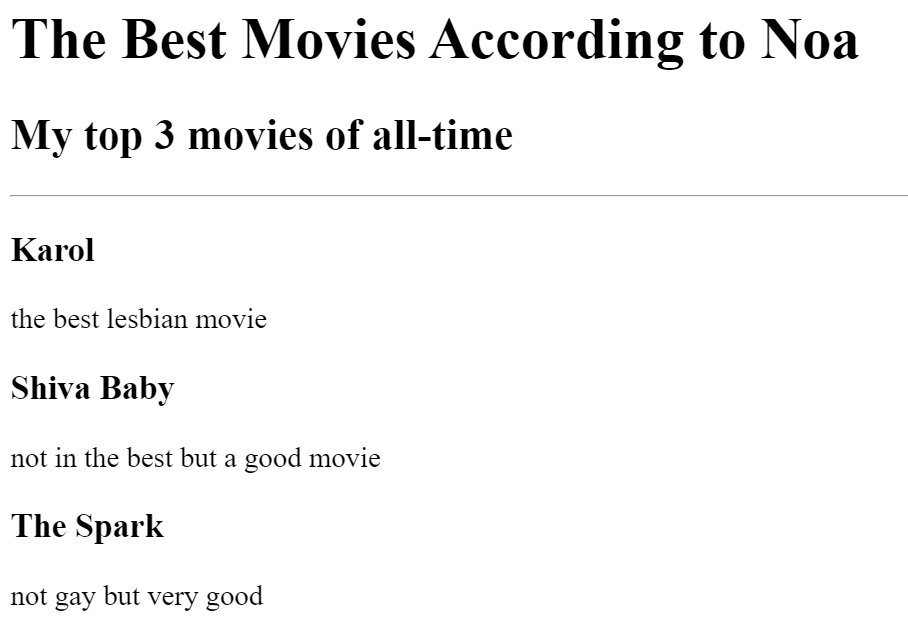 The Best Movies According to Noa
My top 3 movies of all-time
Karol
the best lesbian movie
Shiva Baby
not in the best but a good movie
The Spark
not gay but very good